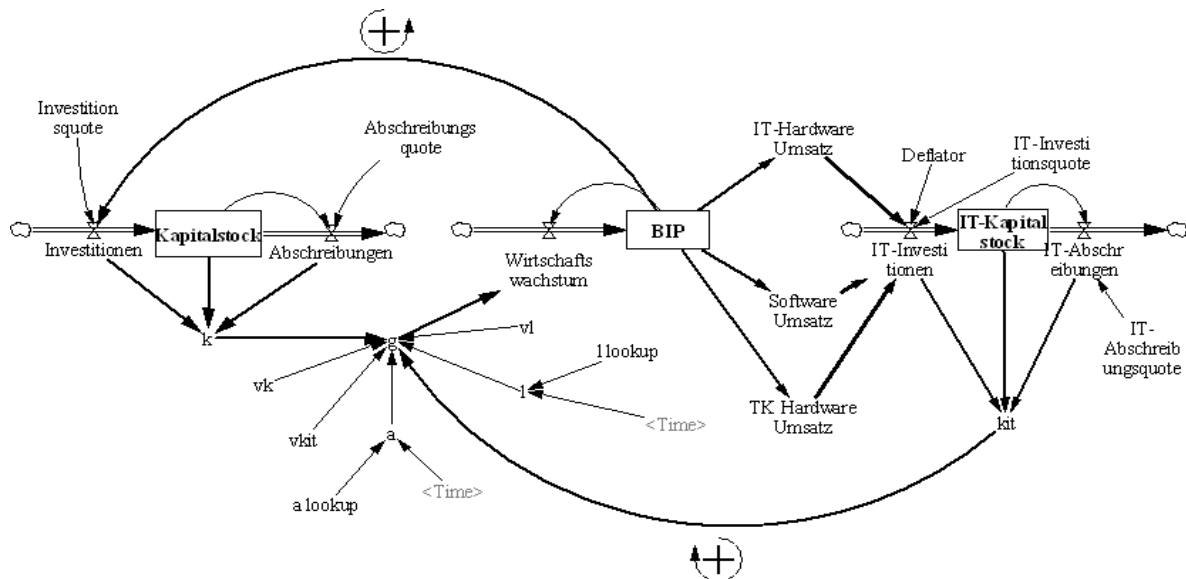 +
Investition
squote
Abschreibungs
quote
IT-Hardware
Umsatz
Deflator
IT-Investi
tionsquote
Investitionen
Kapitalstock
Abschreibungen
Wirtschafts
wachstum
BIP
IT-Investi
tionen
IT-Kapital
stock
IT-Abschr
eibungen
Software
Umsatz
IT-
Abschreib
ungsquote
k
g
vl
l lookup
vk
l
vkit
a
<Time>
TK Hardware
Umsatz
kit
a lookup
<Time>
+